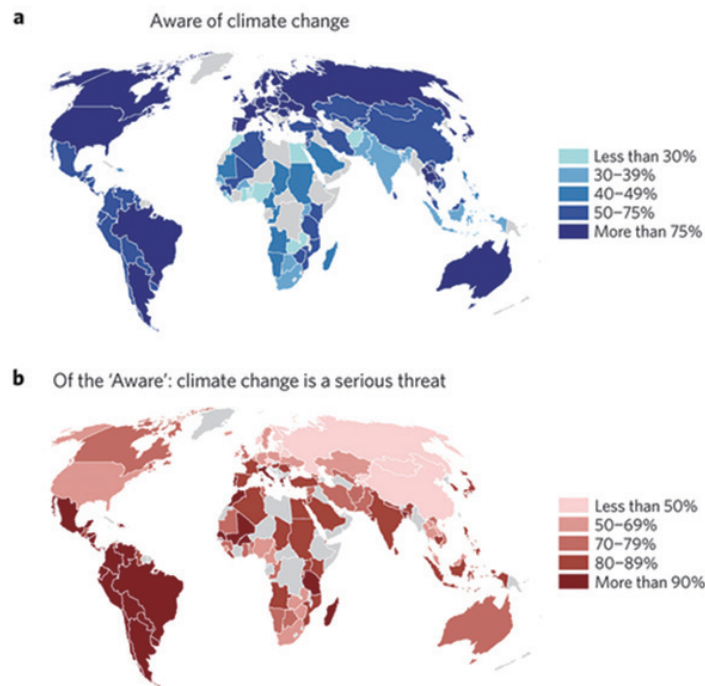 a
Aware of climate change
Less than 30%
30–39%
40–49%
50–75%
More than 75%
b
Of the ‘Aware’: climate change is a serious threat
Less than 50%
50–69%
70–79%
80–89%
More than 90%